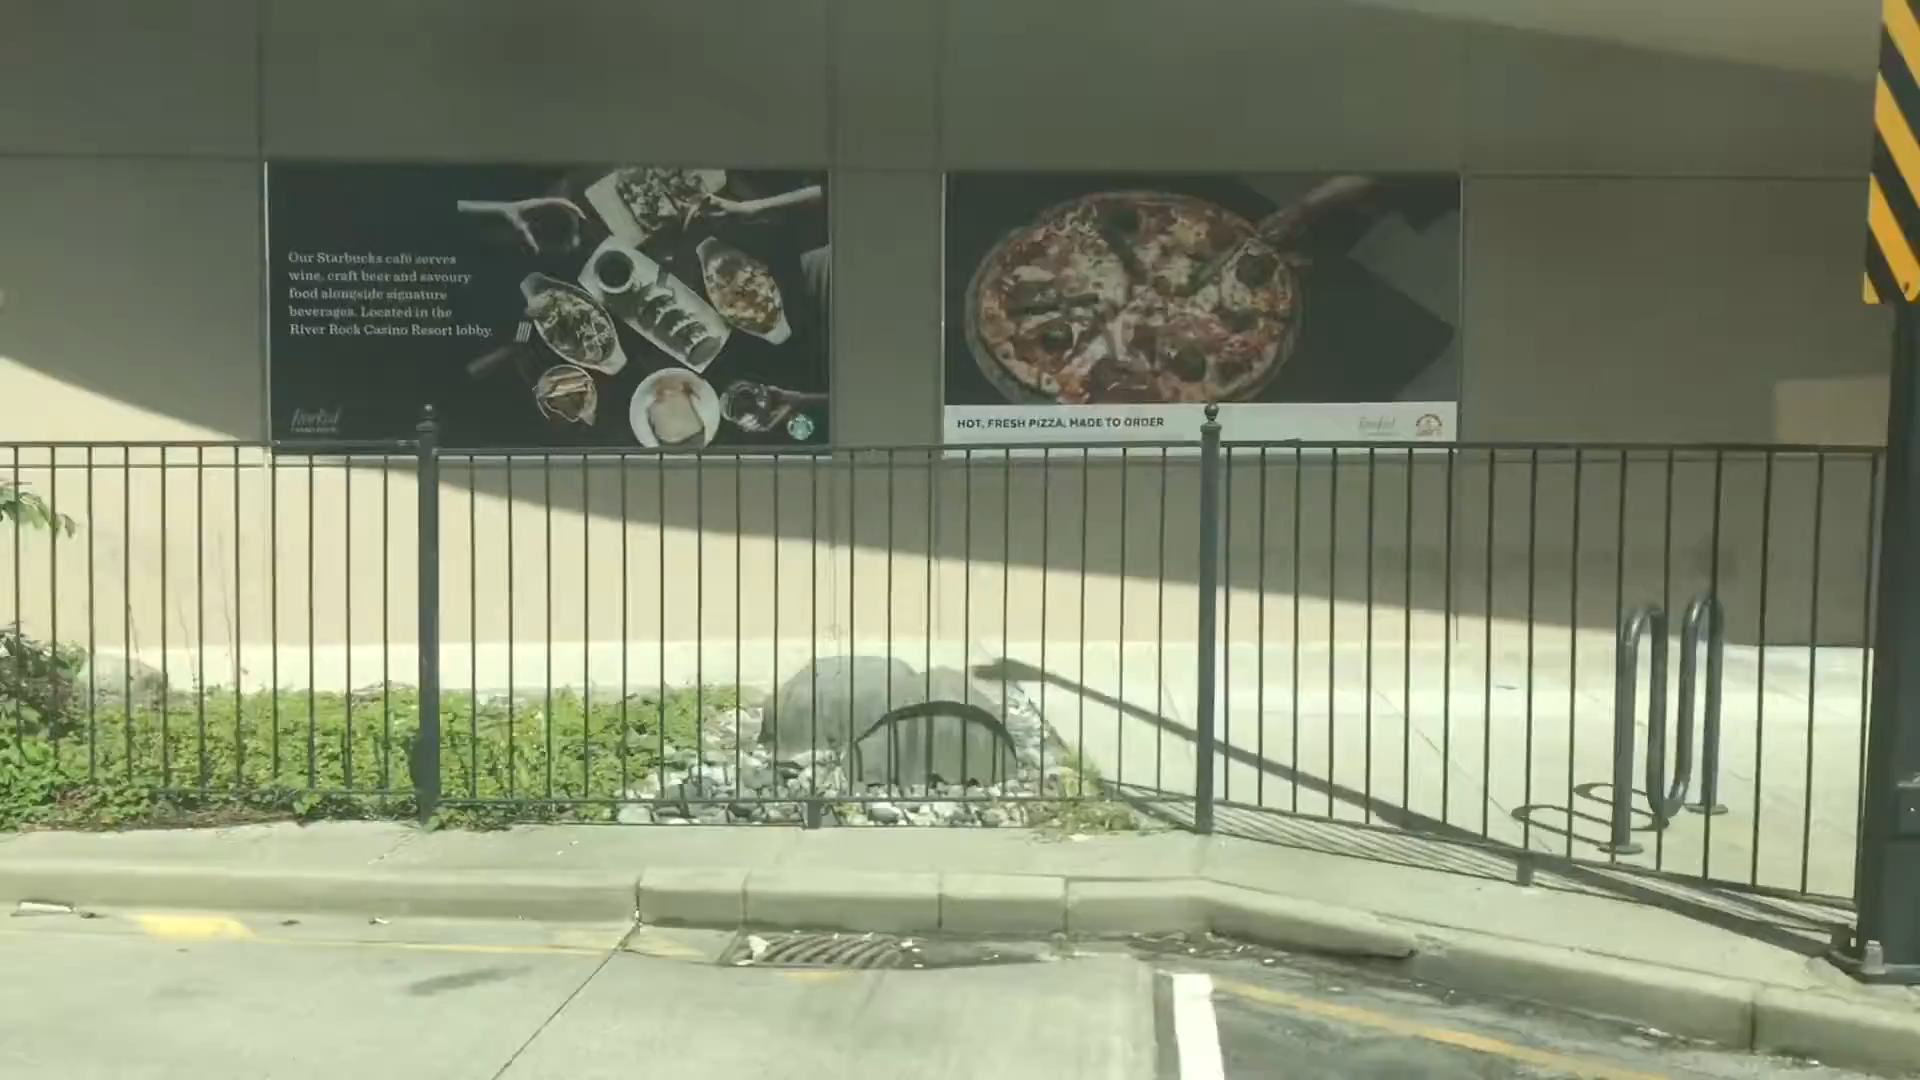 Our Starbucks café serves
wine, craft beer and savoury
food alongside signature
beverages. Located in the
River Rock Casino Resort lobby.
HOT, FRESH PIZZA, MADE TO ORDER